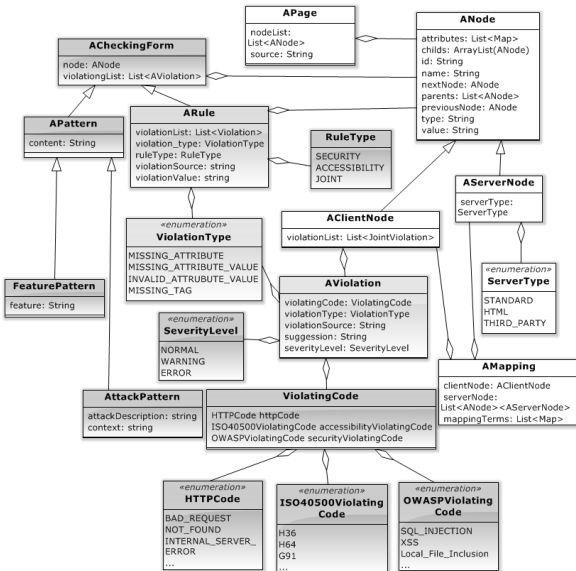 APage
nodeList:
List<ANode>
source: String
ANode
attributes: List<Map>
childs: ArrayList(ANode)
id: String
name: String
nextNode: ANode
parents: List<ANode>
previousNode: ANode
type: String
value: String
ACheckingForm
node: ANode
violationgList: List<AViolation>
APattern
content: String
ARule
violationList: List<Violation>
violation_type: ViolationType
ruleType: RuleType
violationSource: string
violationValue: string
RuleType
SECURITY
ACCESSIBILITY
JOINT
AServerNode
serverType:
ServerType
AClientNode
violationList: List<JointViolation>
«enumeration»
ViolationType
MISSING_ATTRIBUTE
MISSING_ATTRIBUTE_VALUE
INVALID_ATTRUBUTE_VALUE
MISSING_TAG
«enumeration»
ServerType
STANDARD
HTML
THIRD_PARTY
FeaturePattern
feature: String
AViolation
violatingCode: ViolatingCode
violationType: ViolationType
violationSource: String
suggession: String
severityLevel: SeverityLevel
«enumeration»
SeverityLevel
NORMAL
WARNING
ERROR
AMapping
clientNode: AClientNode
serverNode:
List<ANode><AServerNode>
mappingTerms: List<Map>
AttackPattern
attackDescription: string
context: string
ViolatingCode
HTTPCode httpCode
ISO40500ViolatingCode accessibilityViolatingCode
OWASPViolatingCode securityViolatingCode
«enumeration»
HTTPCode
BAD_REQUEST
NOT_FOUND
INTERNAL_SERVER_
ERROR
...
«enumeration»
ISO40500Violating
Code
H36
H64
G91
...
«enumeration»
OWASPViolating
Code
SQL_INJECTION
XSS
Local_File_Inclusion
...